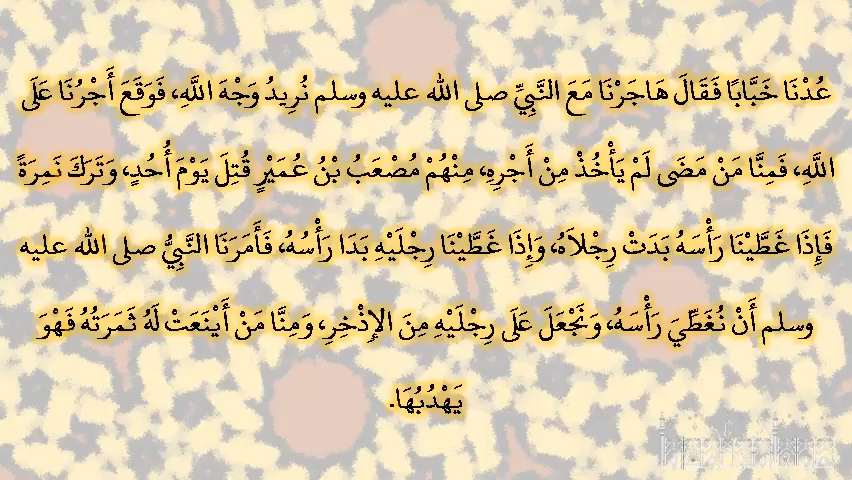 عُدْنَا خَبَّابًا فَقَالَ هَاجَرْنَا مَعَ النَّبِيِّ صلى الله عليه وسلم نُرِيدُ وَجْهَ اللَّهِ، فَوَقَعَ أَجْرُنَا عَلَى
اللَّهِ، فَمِنَّا مَنْ مَضَى لَمْ يَأْخُذْ مِنْ أَجْرِهِ، مِنْهُمْ مُصْعَبُ بْنُ عُمَيْرٍ قُتِلَ يَوْمَ أُحُدٍ، وَتَرَكَ نَمِرَةً
فَإِذَا غَطَّيْنَا رَأْسَهُ بَدَتْ رِجْلاَهُ، وَإِذَا غَطَّيْنَا رِجْلَيْهِ بَدَا رَأْسُهُ، فَأَمَرَنَا النَّبِيُّ صلى الله عليه
وسلم أَنْ نُغَطِّيَ رَأْسَهُ، وَنَجْعَلَ عَلَى رِجْلَيْهِ مِنَ الإِذْخِرِ، وَمِنَّا مَنْ أَيْنَعَتْ لَهُ ثَمَرَتُهُ فَهْوَ
يَهْدُبُهَا.